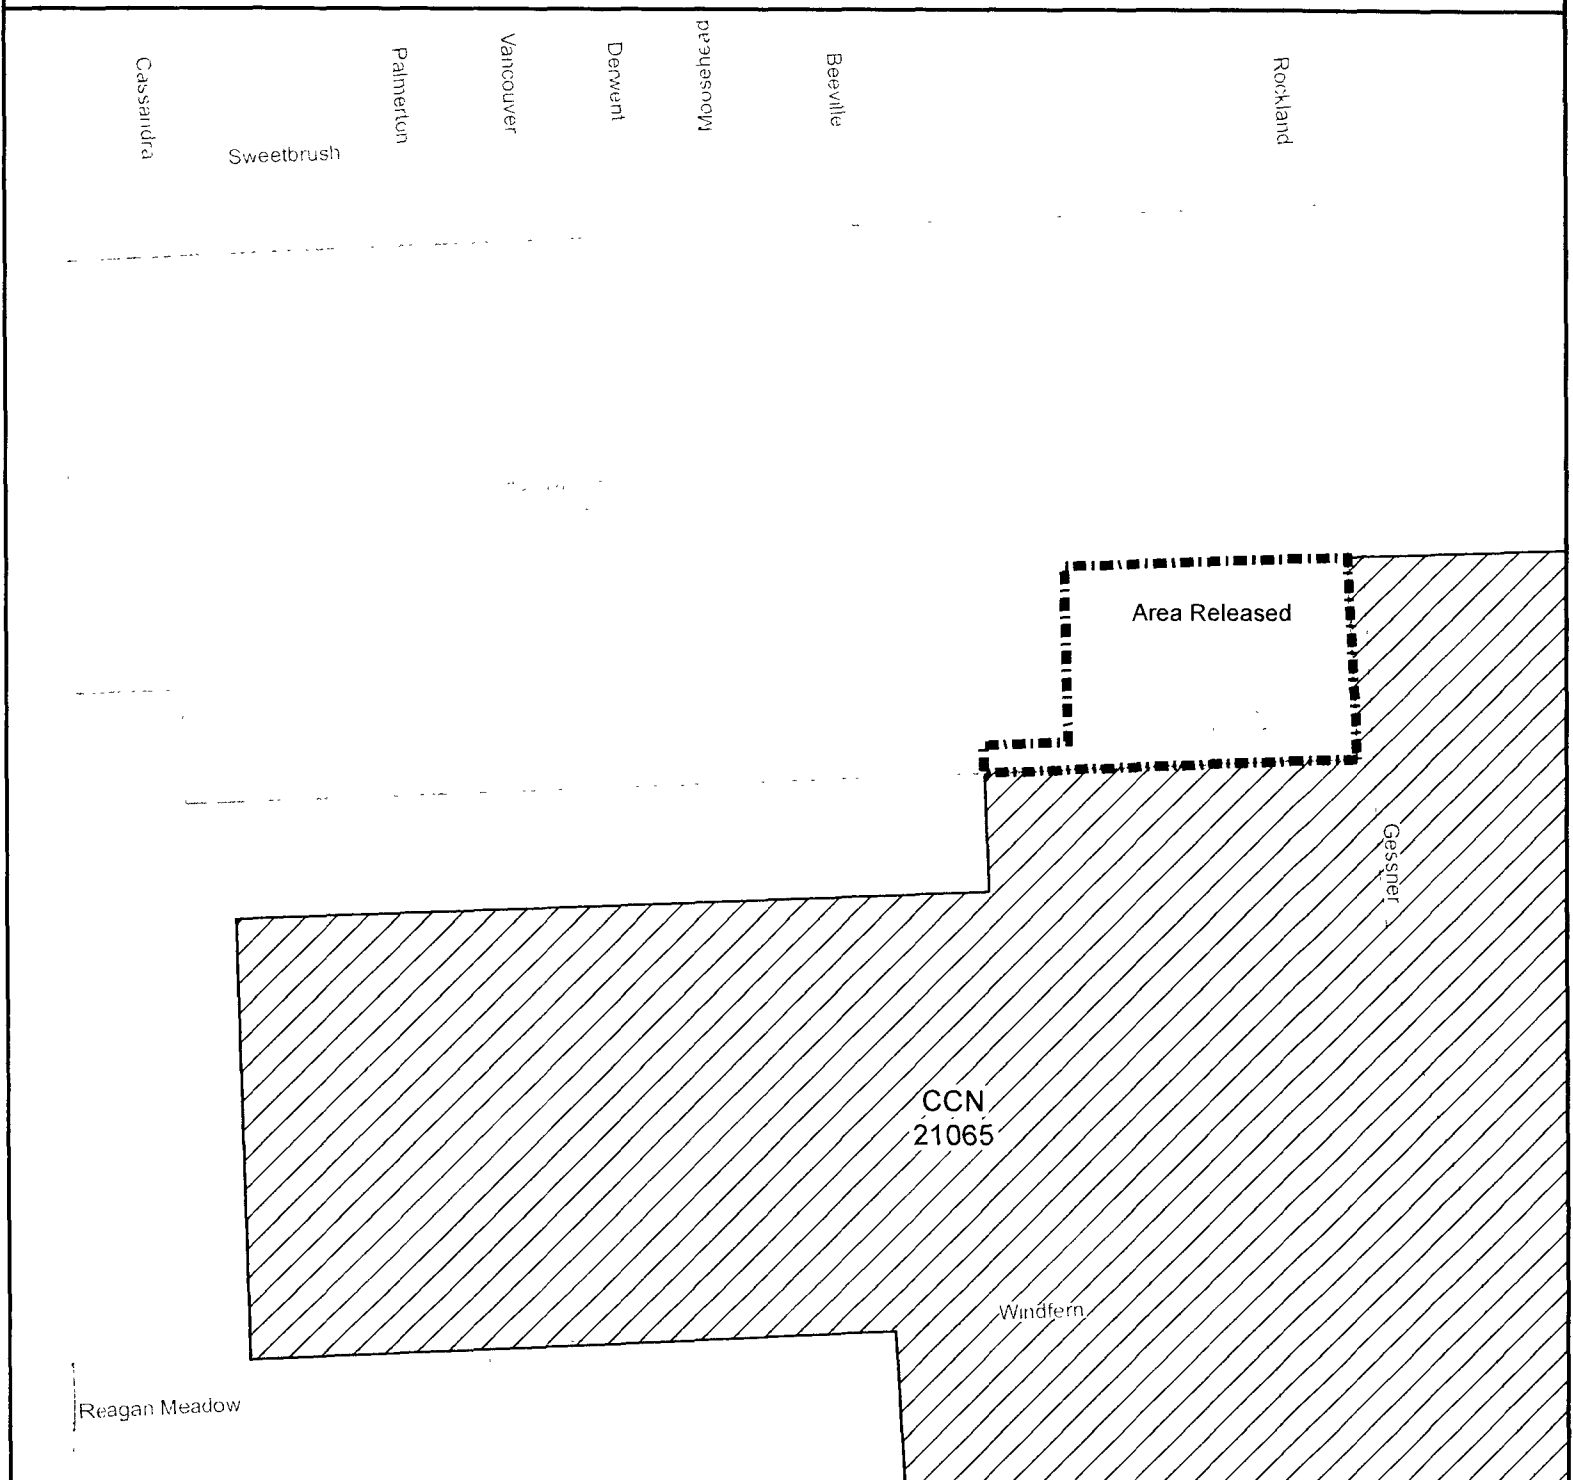 Cassandra
Sweetbrush
Palmerton
Vancouver
Derwent
Moosehead
Beeville
Rockland
Area Released
Gessner
CCN
21065
Windfern
Reagan Meadow